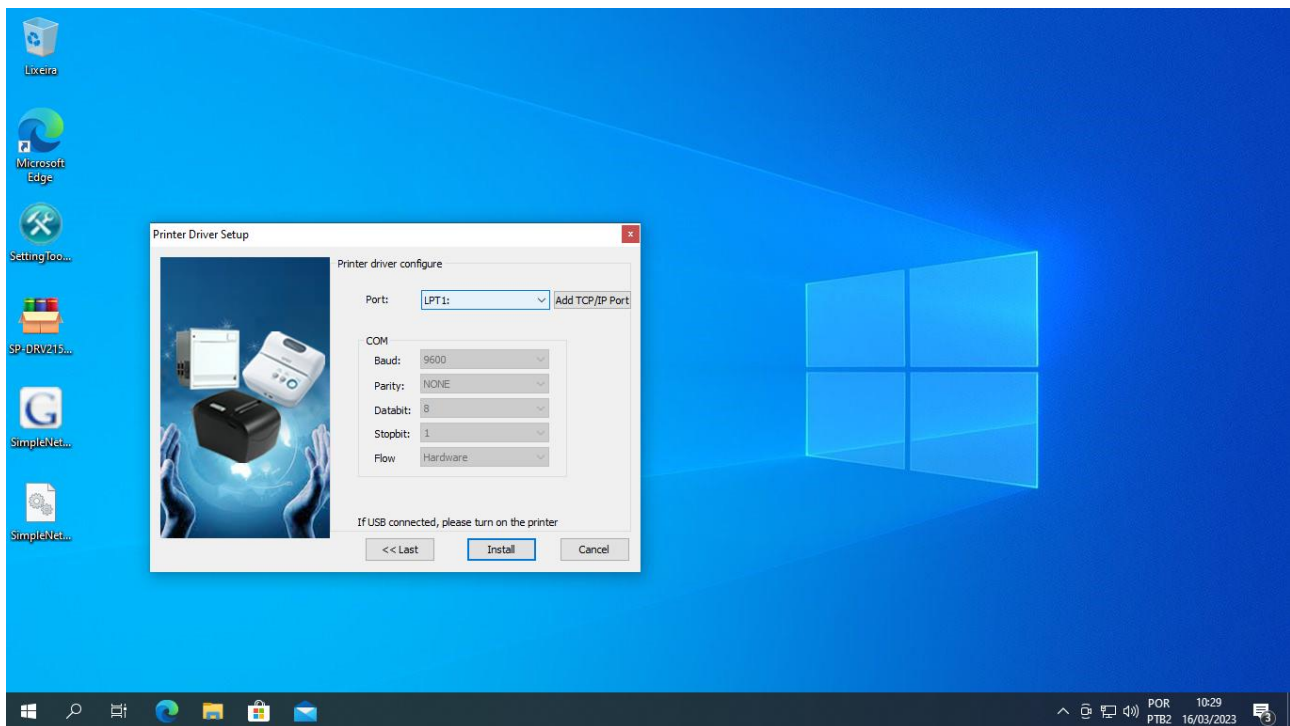 Lixeira
Microsoft
Edge
SettingToo...
SP-DRV215...
SimpleNet...
SimpleNet...
Printer Driver Setup
x
Printer driver configure
Port:
LPT1:
Add TCP/IP Port
COM
Baud:
9600
Parity:
NONE
Databit:
8
Stopbit:
1
Flow
Hardware
If USB connected, please turn on the printer
<< Last
Install
Cancel
POR
PTB2
10:29
16/03/2023
3